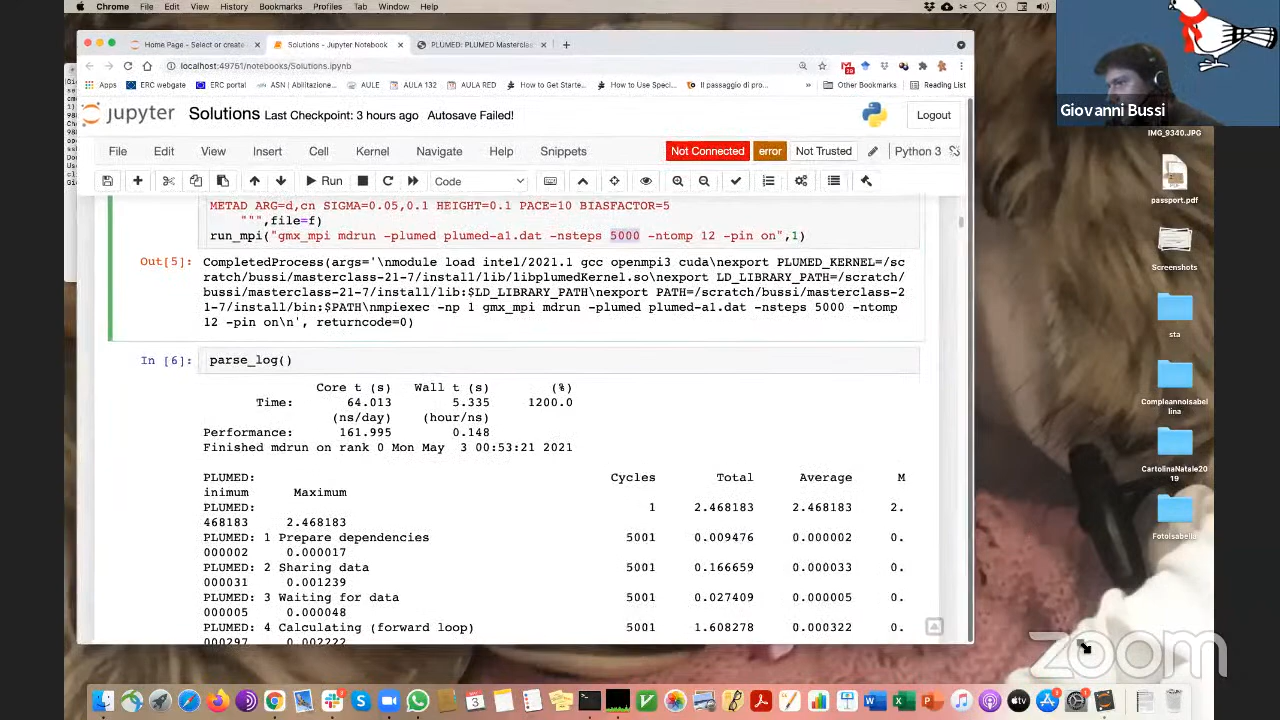 Chrome File Edit View History Bookmarks Profiles Tab Window Help
Home Page - Select or create
Solutions - Jupyter Notebook
PLUMED: PLUMED Masterclas
localhost:49761/notebooks/Solutions.ipynb
Apps ERC webgate ERC portal ASN | Abilitazione... AULE AULA 132 AULA RED How to Get Starte... How to Use Speci... Il passaggio di pro... » Other Bookmarks Reading List
jupyter Solutions Last Checkpoint: 3 hours ago Autosave Failed! Logout
File Edit View Insert Cell Kernel Navigate Help Snippets Not Connected error Not Trusted Python 3
Run Code
METAD ARG=d,cn SIGMA=0.05,0.1 HEIGHT=0.1 PACE=10 BIASFACTOR=5
""",file=f)
run_mpi("gmx_mpi mdrun -plumed plumed-a1.dat -nsteps 5000 -ntomp 12 -pin on",1)
Out[5]: CompletedProcess(args='\nmodule load intel/2021.1 gcc openmpi3 cuda\nexport PLUMED_KERNEL=/sc
ratch/bussi/masterclass-21-7/install/lib/libplumedKernel.so\nexport LD_LIBRARY_PATH=/scratch/
bussi/masterclass-21-7/install/lib:$LD_LIBRARY_PATH\nexport PATH=/scratch/bussi/masterclass-2
1-7/install/bin:$PATH\nmpiexec -np 1 gmx_mpi mdrun -plumed plumed-a1.dat -nsteps 5000 -ntomp
12 -pin on\n', returncode=0)
In [6]: parse_log()
Core t (s) Wall t (s) (%)
Time: 64.013 5.335 1200.0
(ns/day) (hour/ns)
Performance: 161.995 0.148
Finished mdrun on rank 0 Mon May 3 00:53:21 2021
PLUMED: Cycles Total Average M
inimum Maximum
PLUMED: 1 2.468183 2.468183 2.
468183 2.468183
PLUMED: 1 Prepare dependencies 5001 0.009476 0.000002 0.
000002 0.000017
PLUMED: 2 Sharing data 5001 0.166659 0.000033 0.
000031 0.001239
PLUMED: 3 Waiting for data 5001 0.027409 0.000005 0.
000005 0.000048
PLUMED: 4 Calculating (forward loop) 5001 1.608278 0.000322 0.
000297 0.002222
Giovanni Bussi
IMG_9340.JPG
passport.pdf
Screenshots
sta
Compleannoisabe
llina
CartolinaNatale20
19
FotoIsabella
zoom